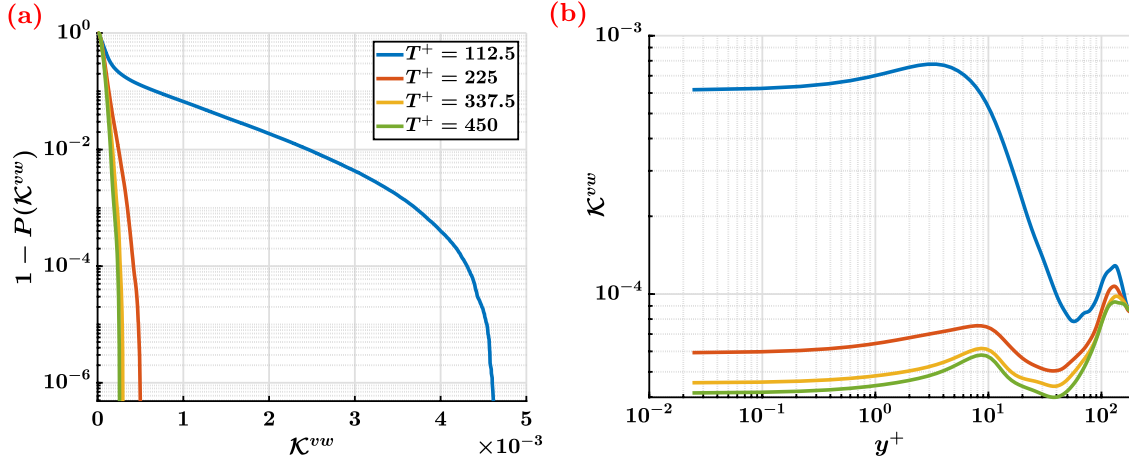 (a)
10^0
10^{-2}
10^{-4}
10^{-6}
1 − P(𝒦^{vw})
T^+ = 112.5
T^+ = 225
T^+ = 337.5
T^+ = 450
0 1 2 3 4 5
×10^{-3}
𝒦^{vw}
(b)
10^{-3}
10^{-4}
𝒦^{vw}
10^{-2} 10^{-1} 10^0 10^1 10^2
y^+